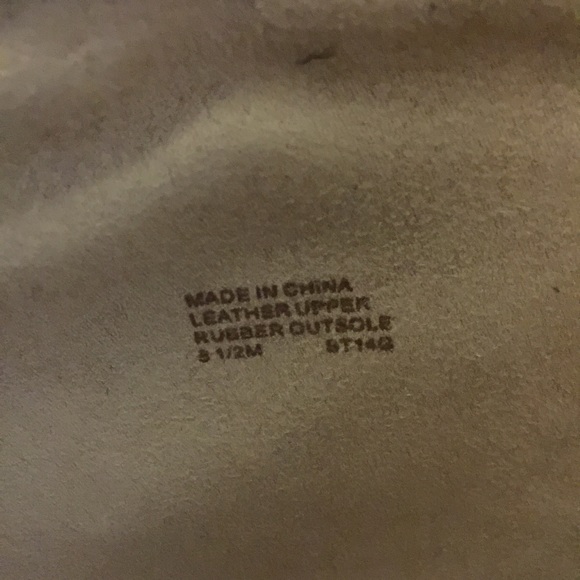 MADE IN CHINA
LEATHER UPPER
RUBBER OUTSOLE
8 1/2M